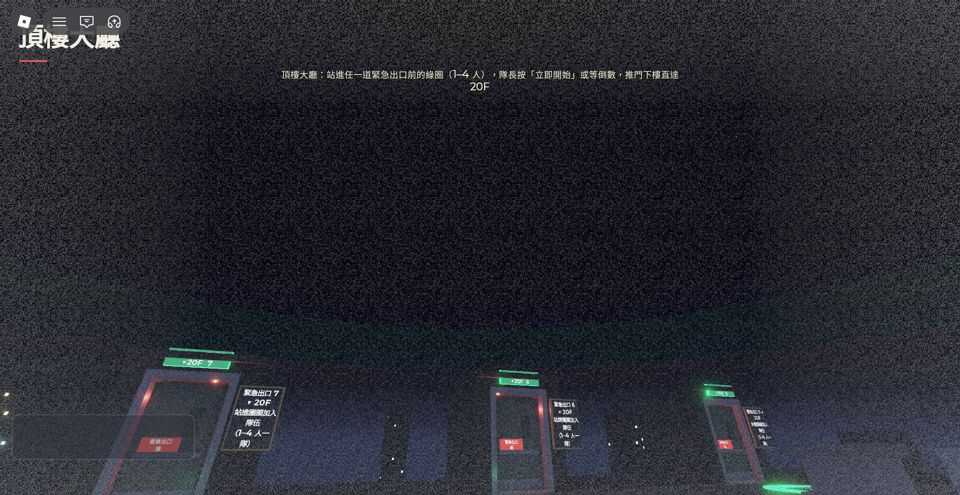 頂樓大廳
頂樓大廳：站進任一道緊急出口前的綠圈（1–4 人），隊長按「立即開始」或等倒數，推門下樓直達
20F
▼20F 7
緊急出口 7
▼ 20F
站進圈圈加入
隊伍
（1–4 人一
隊）
緊急出口
▼20F 6
緊急出口 6
▼ 20F
站進圈圈加入
隊伍
（1–4 人一
隊）
緊急出口